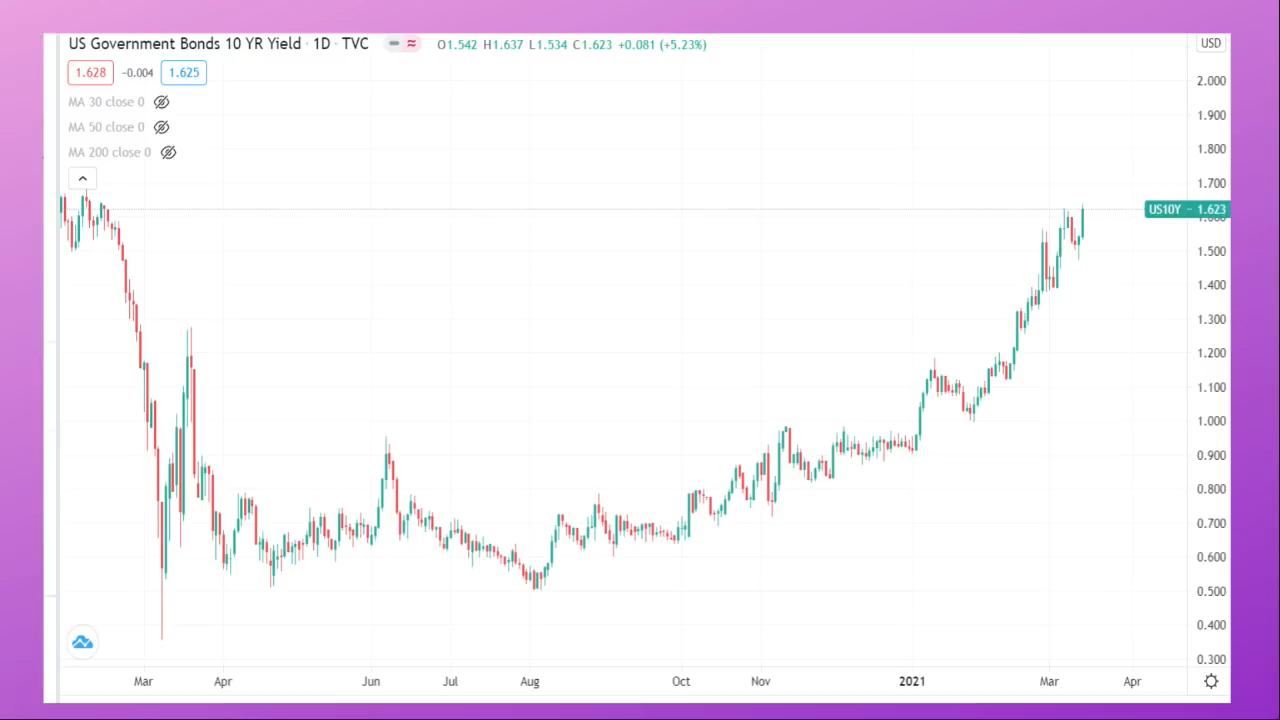 US Government Bonds 10 YR Yield · 1D · TVC O1.542 H1.637 L1.534 C1.623 +0.081 (+5.23%) USD
1.628 -0.004 1.625
MA 30 close 0
MA 50 close 0
MA 200 close 0
2.000
1.900
1.800
1.700
US10Y - 1.623
1.600
1.500
1.400
1.300
1.200
1.100
1.000
0.900
0.800
0.700
0.600
0.500
0.400
0.300
Mar Apr Jun Jul Aug Oct Nov 2021 Mar Apr